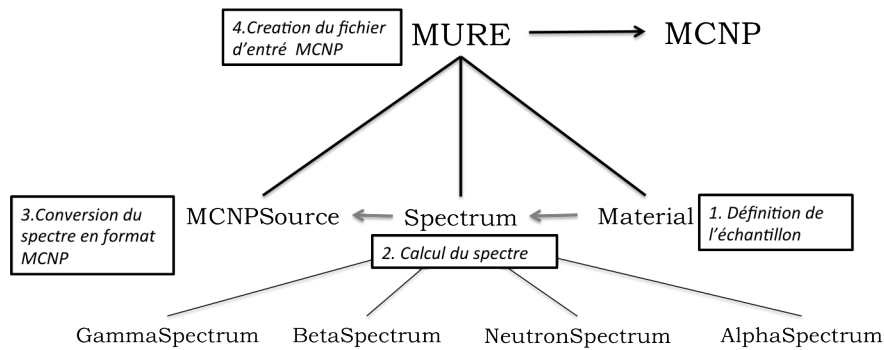 4.Creation du fichier
d'entré MCNP
MURE
MCNP
3.Conversion du
spectre en format
MCNP
MCNPSource
Spectrum
Material
1. Définition de
l'échantillon
2. Calcul du spectre
GammaSpectrum
BetaSpectrum
NeutronSpectrum
AlphaSpectrum